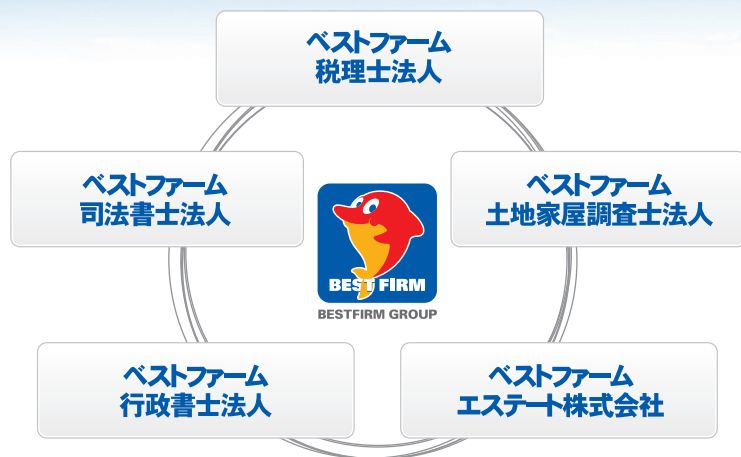 ベストファーム
税理士法人
ベストファーム
司法書士法人
ベストファーム
土地家屋調査士法人
BEST FIRM
BESTFIRM GROUP
ベストファーム
行政書士法人
ベストファーム
エステート株式会社